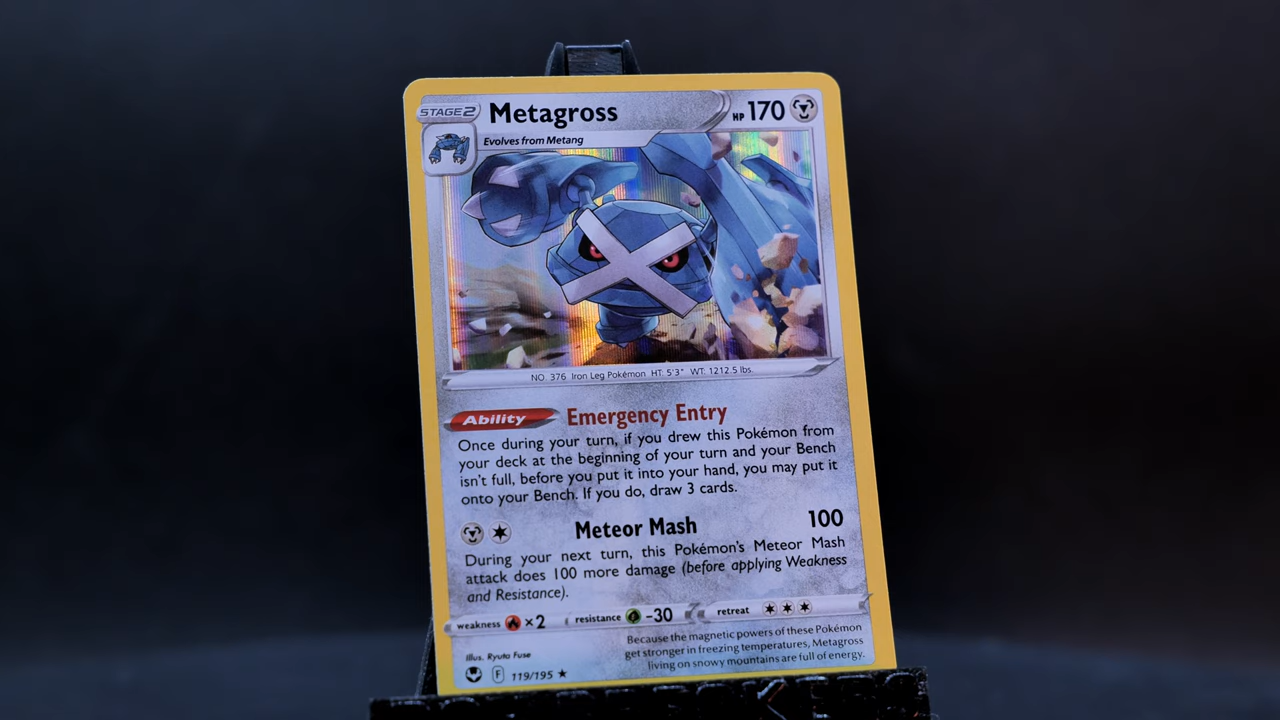 STAGE 2 Metagross HP 170
Evolves from Metang
NO. 376 Iron Leg Pokémon HT: 5'3" WT: 1212.5 lbs.
Ability Emergency Entry
Once during your turn, if you drew this Pokémon from
your deck at the beginning of your turn and your Bench
isn't full, before you put it into your hand, you may put it
onto your Bench. If you do, draw 3 cards.
Meteor Mash 100
During your next turn, this Pokémon's Meteor Mash
attack does 100 more damage (before applying Weakness
and Resistance).
weakness ×2 resistance -30 retreat
Because the magnetic powers of these Pokémon
get stronger in freezing temperatures, Metagross
living on snowy mountains are full of energy.
Illus. Ryuta Fuse
F 119/195 ★